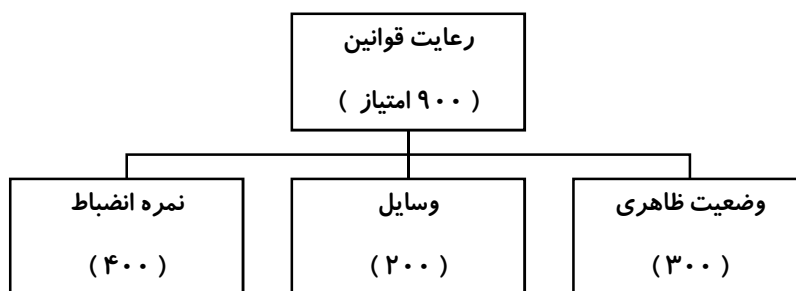 رعایت قوانین
( ۹۰۰ امتیاز )
وضعیت ظاهری
( ۳۰۰ )
وسایل
( ۲۰۰ )
نمره انضباط
( ۴۰۰ )